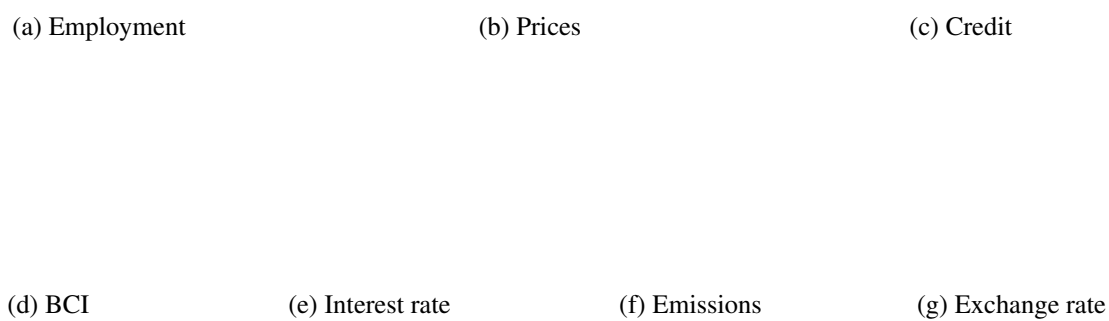 (a) Employment (b) Prices (c) Credit
(d) BCI (e) Interest rate (f) Emissions (g) Exchange rate